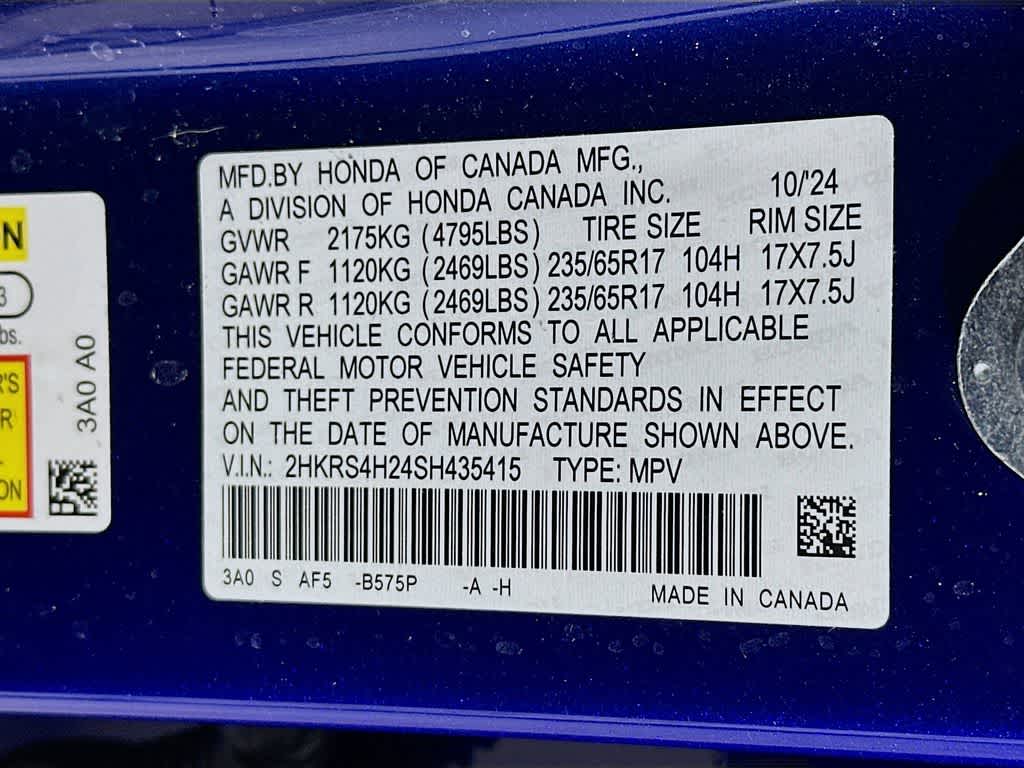 MFD.BY HONDA OF CANADA MFG.,
A DIVISION OF HONDA CANADA INC. 10/'24
GVWR 2175KG (4795LBS) TIRE SIZE RIM SIZE
GAWR F 1120KG (2469LBS) 235/65R17 104H 17X7.5J
GAWR R 1120KG (2469LBS) 235/65R17 104H 17X7.5J
THIS VEHICLE CONFORMS TO ALL APPLICABLE
FEDERAL MOTOR VEHICLE SAFETY
AND THEFT PREVENTION STANDARDS IN EFFECT
ON THE DATE OF MANUFACTURE SHOWN ABOVE.
V.I.N.: 2HKRS4H24SH435415 TYPE: MPV
3A0 S AF5 -B575P -A -H MADE IN CANADA
3A0 A0